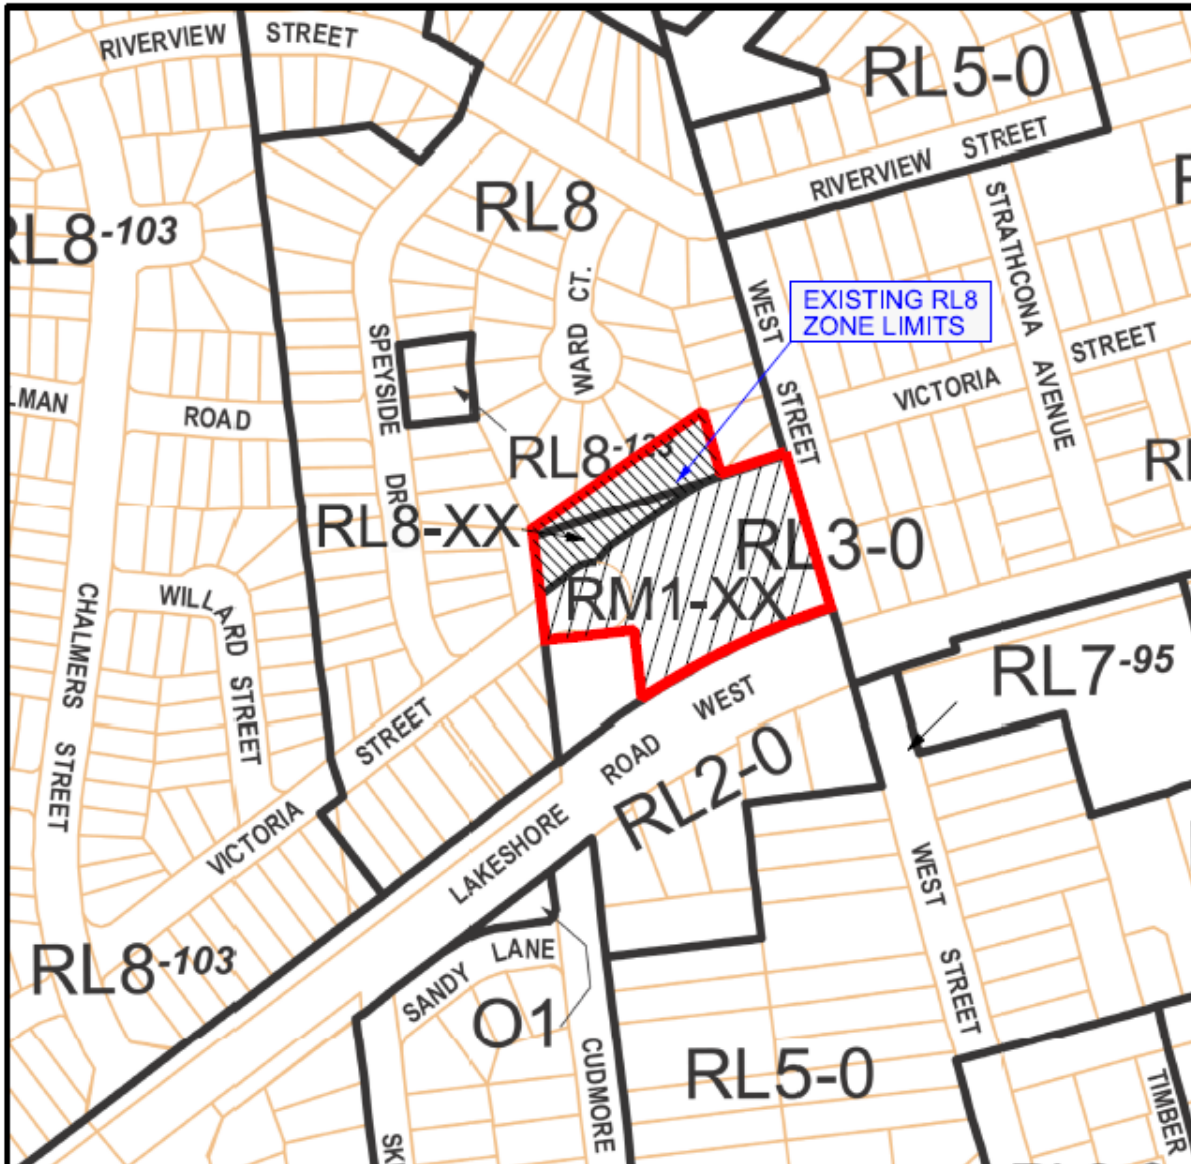 RIVERVIEW STREET
RL5-0
RIVERVIEW STREET
RL8
RL8-103
STRATHCONA AVENUE
WARD CT.
WEST STREET
EXISTING RL8
ZONE LIMITS
VICTORIA STREET
SPEYSIDE DR
ROAD
RL8-123
RL8-XX
RL3-0
RM1-XX
CHALMERS STREET
WILLARD STREET
RL7-95
WEST
ROAD
LAKESHORE
RL2-0
VICTORIA STREET
WEST STREET
RL8-103
SANDY LANE
O1
CUDMORE
RL5-0
TIMBER